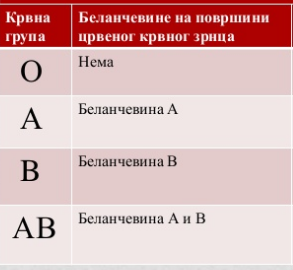 Крвна група
Беланчевине на површини црвеног крвног зрнца
О
Нема
А
Беланчевина А
В
Беланчевина В
АВ
Беланчевина А и В